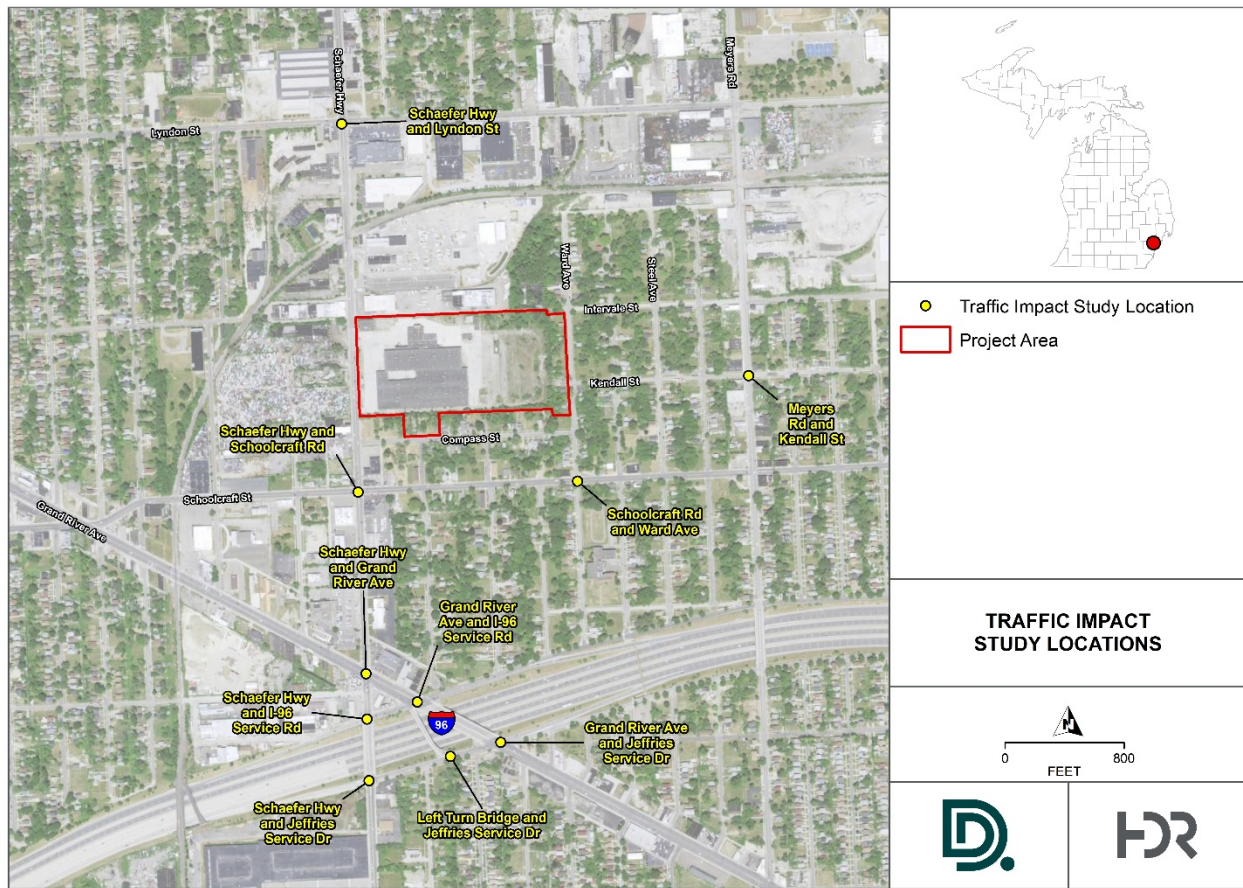 Schaefer Hwy
Meyers Rd
Schaefer Hwy
and Lyndon St
Lyndon St
Ward Ave
Steel Ave
Intervale St
Kendall St
Meyers
Rd and
Kendall St
Compass St
Schaefer Hwy and
Schoolcraft Rd
Schoolcraft St
Schoolcraft Rd
and Ward Ave
Grand River Ave
Schaefer Hwy
and Grand
River Ave
Grand River
Ave and I-96
Service Rd
Schaefer Hwy
and I-96
Service Rd
96
Grand River Ave
and Jeffries
Service Dr
Schaefer Hwy
and Jeffries
Service Dr
Left Turn Bridge and
Jeffries Service Dr
Traffic Impact Study Location
Project Area
TRAFFIC IMPACT
STUDY LOCATIONS
N
0 800
FEET
D.
HDR